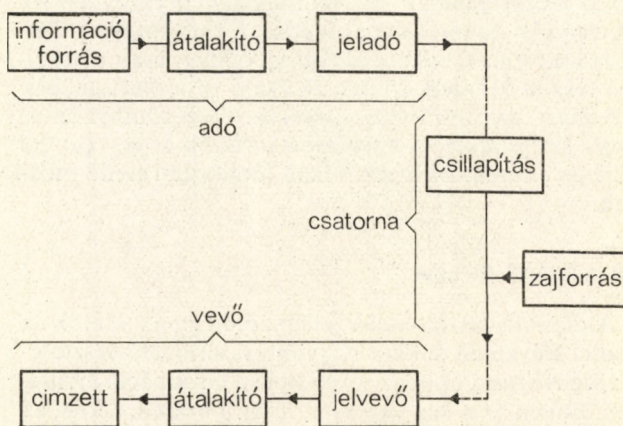 információ
forrás
átalakító
jeladó
adó
csillapítás
csatorna
zajforrás
vevő
cimzett
átalakító
jelvevő